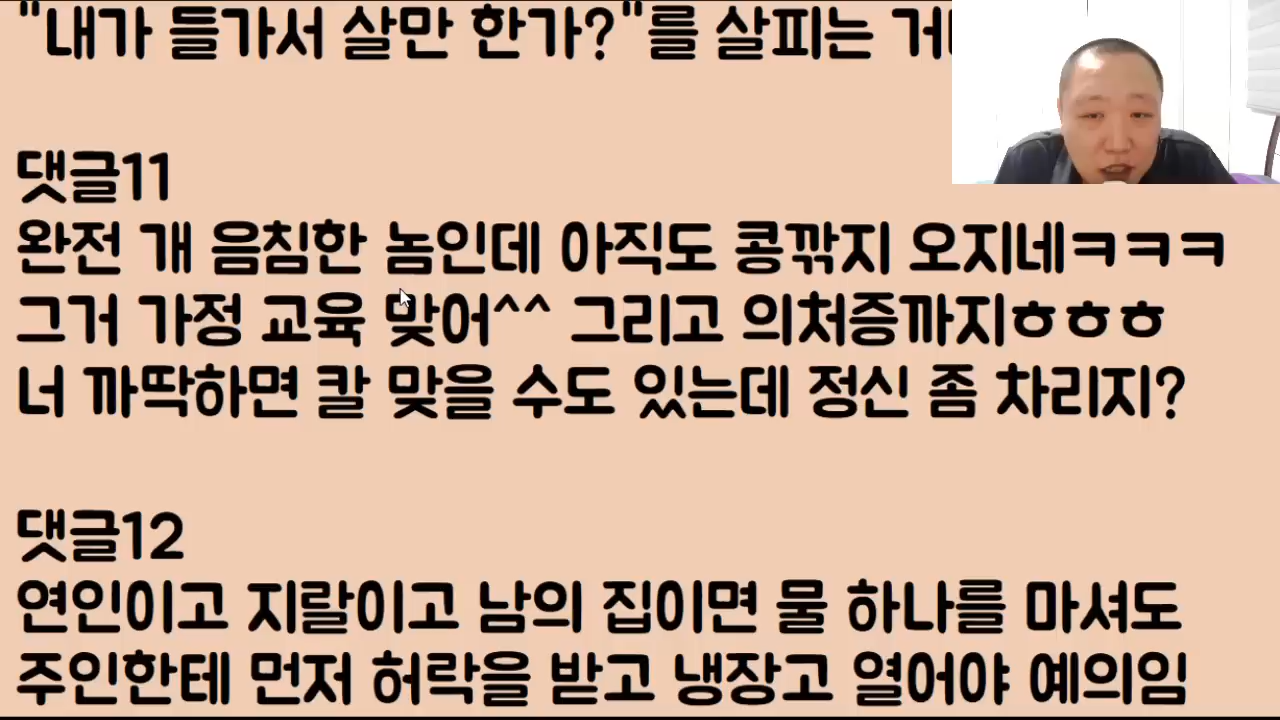 "내가 들가서 살만 한가?"를 살피는
댓글11
완전 개 음침한 놈인데 아직도 콩깎지 오지네ㅋㅋㅋ
그거 가정 교육 맞어^^ 그리고 의처증까지ㅎㅎㅎ
너 까딱하면 칼 맞을 수도 있는데 정신 좀 차리지?
댓글12
연인이고 지랄이고 남의 집이면 물 하나를 마셔도
주인한테 먼저 허락을 받고 냉장고 열어야 예의임